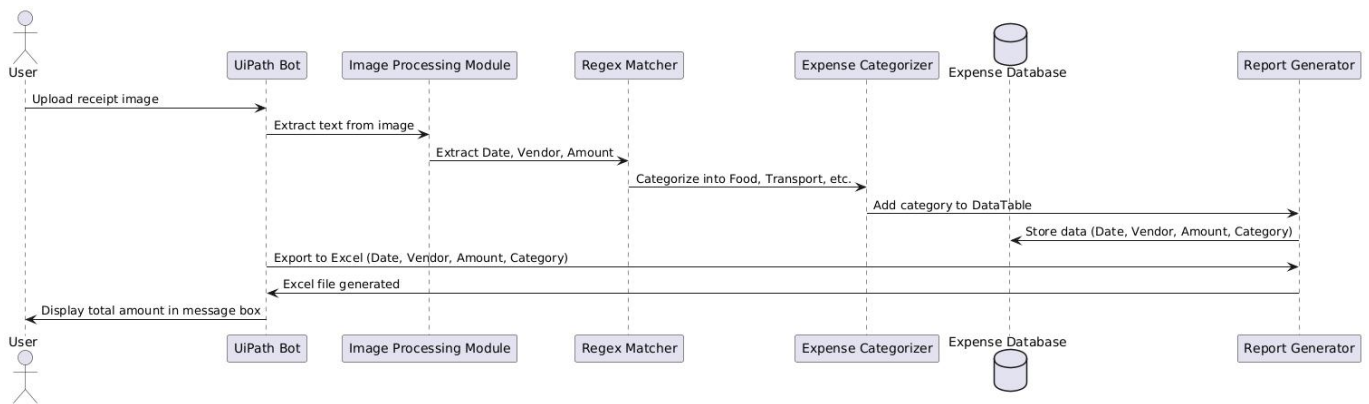 User
UiPath Bot
Image Processing Module
Regex Matcher
Expense Categorizer
Expense Database
Report Generator
Upload receipt image
Extract text from image
Extract Date, Vendor, Amount
Categorize into Food, Transport, etc.
Add category to DataTable
Store data (Date, Vendor, Amount, Category)
Export to Excel (Date, Vendor, Amount, Category)
Excel file generated
Display total amount in message box
User
UiPath Bot
Image Processing Module
Regex Matcher
Expense Categorizer
Expense Database
Report Generator